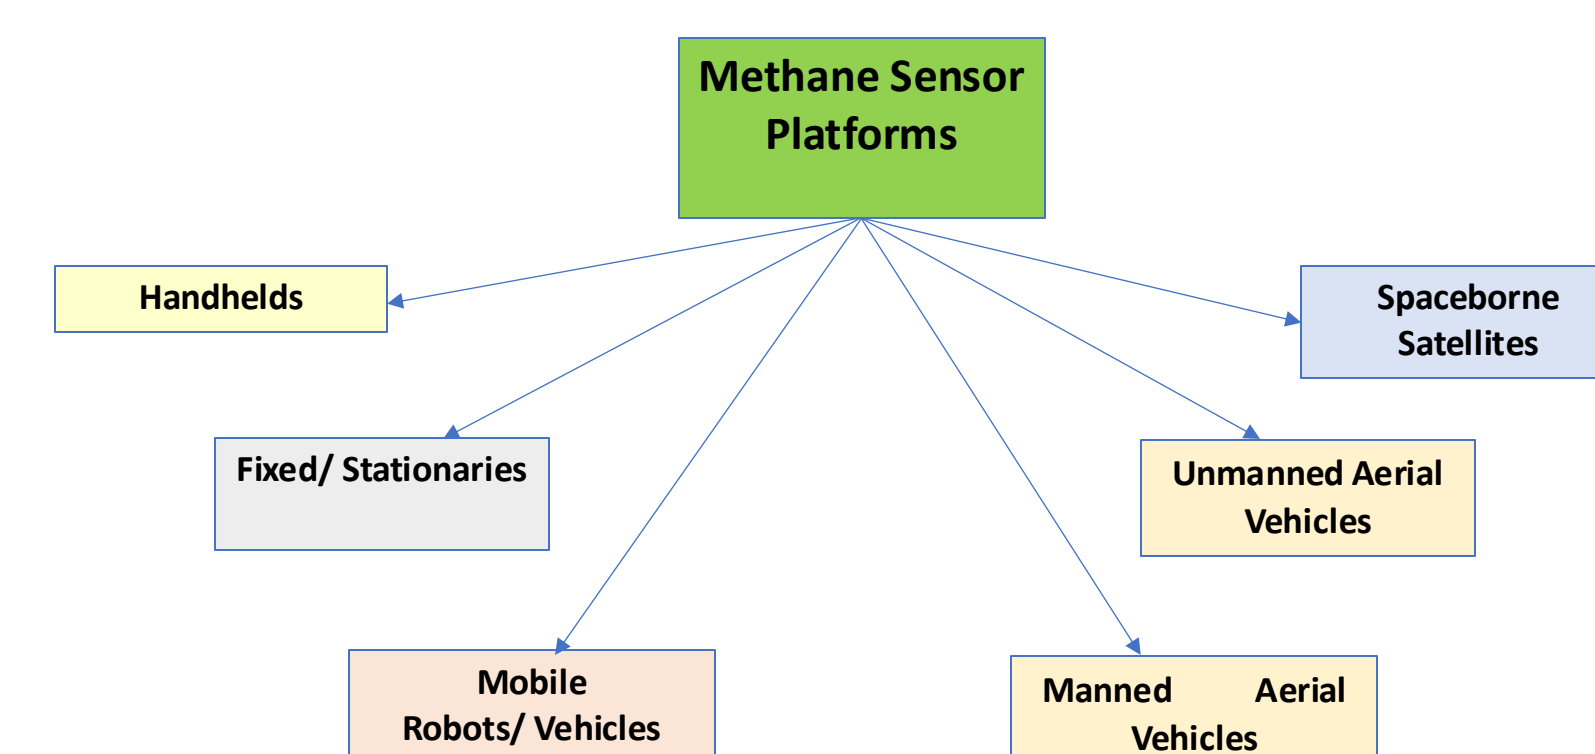 Methane Sensor
Platforms
Handhelds
Spaceborne
Satellites
Fixed/ Stationaries
Unmanned Aerial
Vehicles
Mobile
Robots/ Vehicles
Manned Aerial
Vehicles